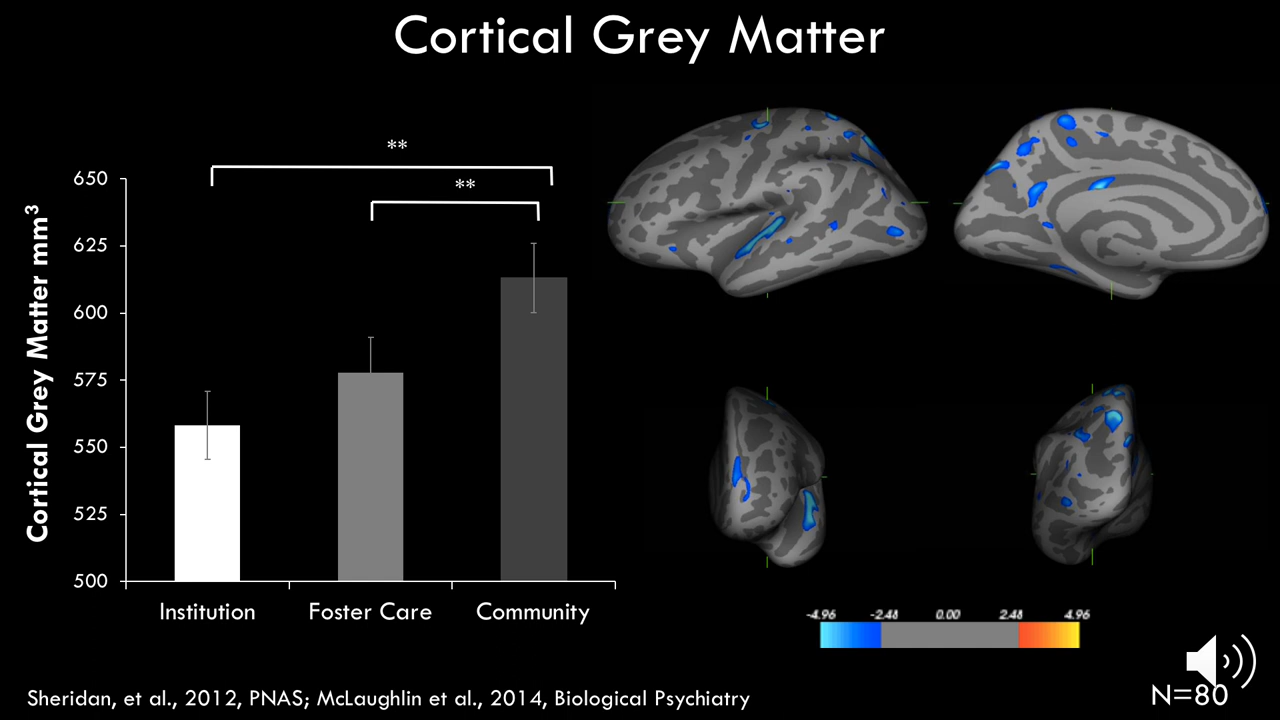 Cortical Grey Matter
**
**
650
625
600
575
550
525
500
Cortical Grey Matter mm³
Institution Foster Care Community
-4.96 -2.48 0.00 2.48 4.96
Sheridan, et al., 2012, PNAS; McLaughlin et al., 2014, Biological Psychiatry
N=80